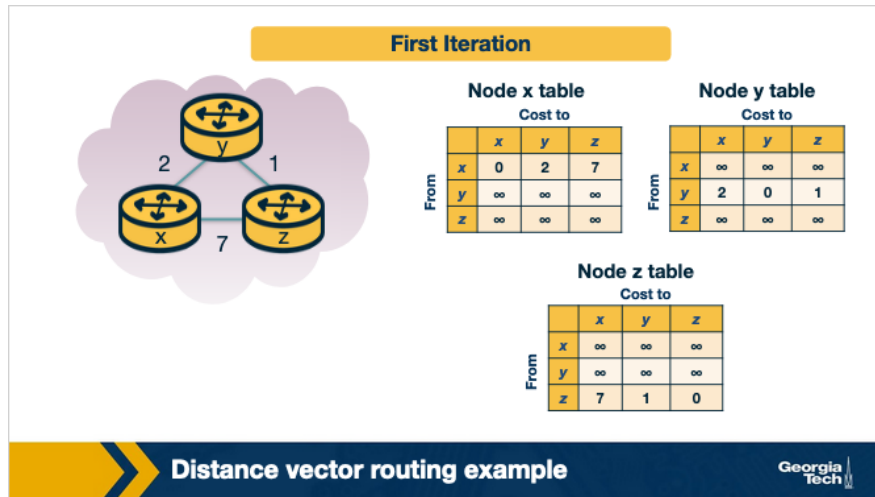 First Iteration
y
2
1
x
7
z
Node x table
Cost to
From
x y z
x 0 2 7
y ∞ ∞ ∞
z ∞ ∞ ∞
Node y table
Cost to
From
x y z
x ∞ ∞ ∞
y 2 0 1
z ∞ ∞ ∞
Node z table
Cost to
From
x y z
x ∞ ∞ ∞
y ∞ ∞ ∞
z 7 1 0
Distance vector routing example
Georgia
Tech